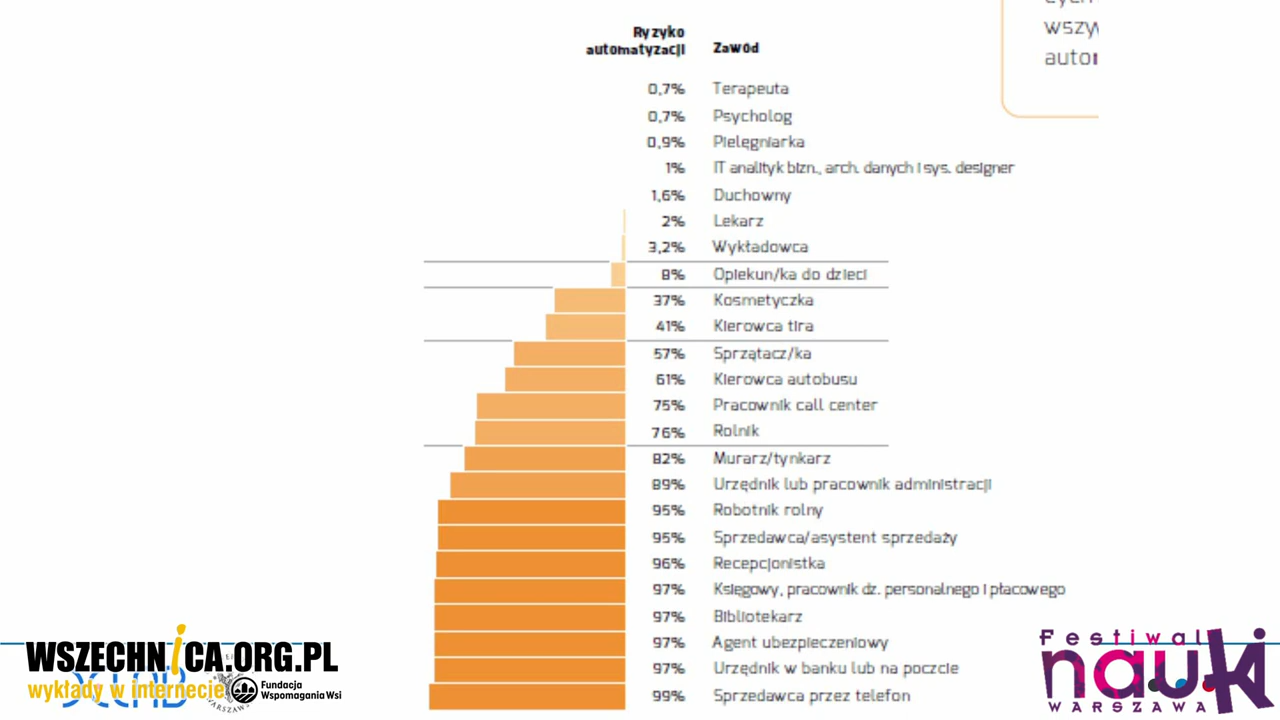 wszy
autom
Ryzyko
automatyzacji Zawód
0,7% Terapeuta
0,7% Psycholog
0,9% Pielęgniarka
1% IT analityk bizn., arch. danych i sys. designer
1,6% Duchowny
2% Lekarz
3,2% Wykładowca
8% Opiekun/ka do dzieci
37% Kosmetyczka
41% Kierowca tira
57% Sprzątacz/ka
61% Kierowca autobusu
75% Pracownik call center
76% Rolnik
82% Murarz/tynkarz
89% Urzędnik lub pracownik administracji
95% Robotnik rolny
95% Sprzedawca/asystent sprzedaży
96% Recepcjonistka
97% Księgowy, pracownik dz. personalnego i płacowego
97% Bibliotekarz
97% Agent ubezpieczeniowy
97% Urzędnik w banku lub na poczcie
99% Sprzedawca przez telefon
WSZECHNiCA.ORG.PL
wykłady w internecie
Fundacja
WspomaganiaWsi
Festiwal
nauki
WARSZAWA